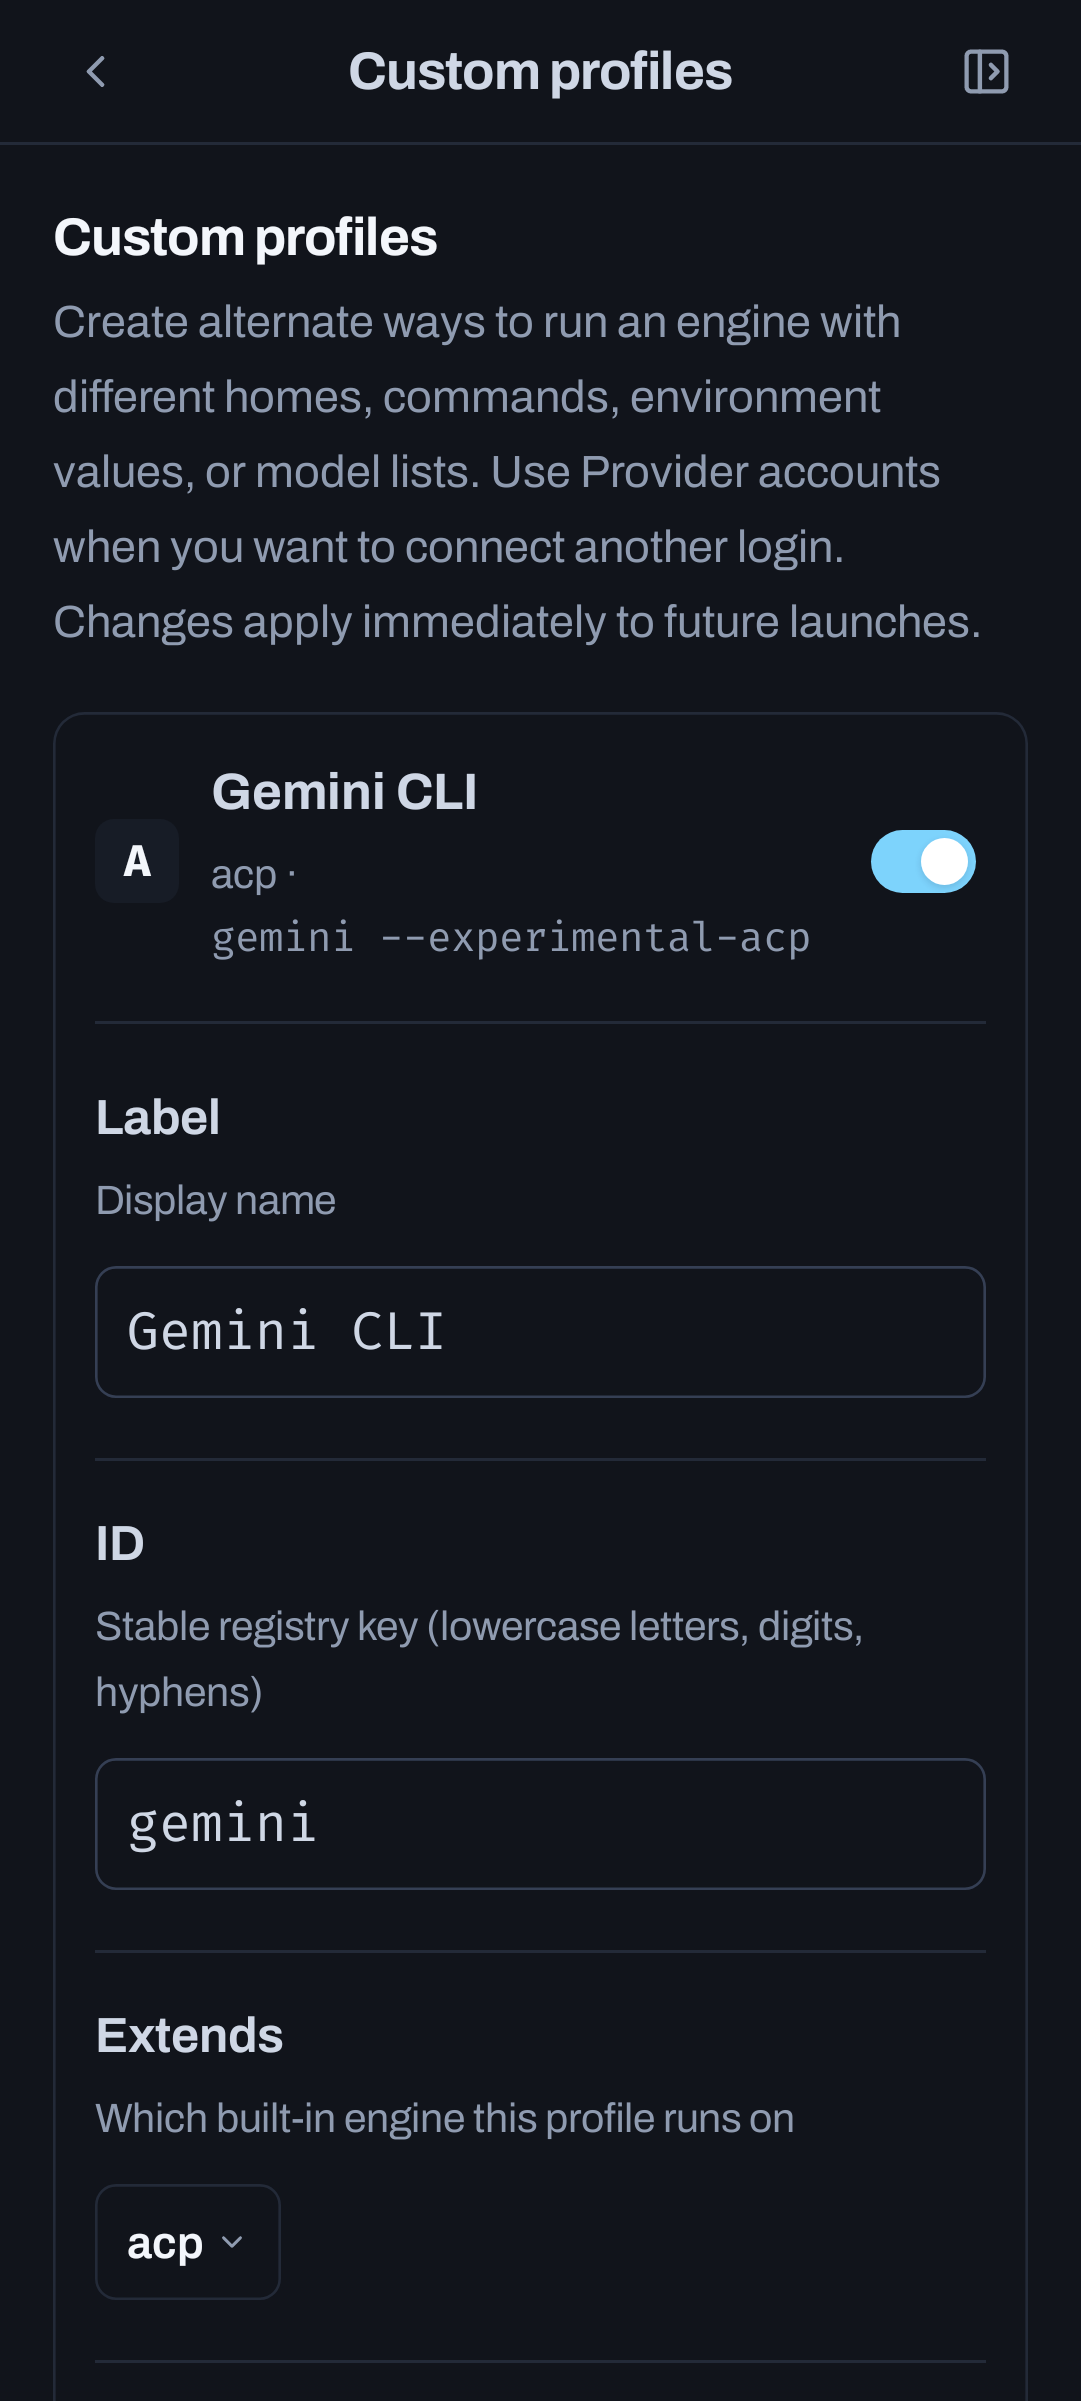 Custom profiles
Custom profiles
Create alternate ways to run an engine with
different homes, commands, environment
values, or model lists. Use Provider accounts
when you want to connect another login.
Changes apply immediately to future launches.
Gemini CLI
A
acp ·
gemini --experimental-acp
Label
Display name
Gemini CLI
ID
Stable registry key (lowercase letters, digits,
hyphens)
gemini
Extends
Which built-in engine this profile runs on
acp